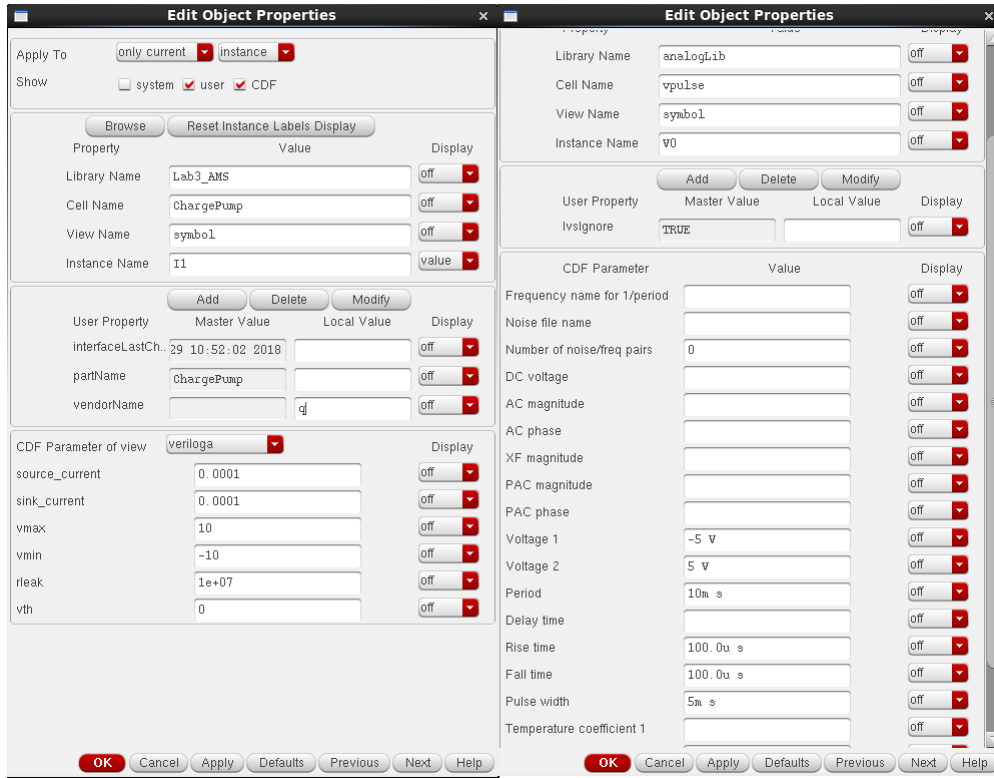 Edit Object Properties
Apply To only current instance
Show system user CDF
Browse Reset Instance Labels Display
Property Value Display
Library Name Lab3_AMS off
Cell Name ChargePump off
View Name symbol off
Instance Name I1 value
Add Delete Modify
User Property Master Value Local Value Display
interfaceLastCh.. 29 10:52:02 2018 off
partName ChargePump off
vendorName q off
CDF Parameter of view veriloga Display
source_current 0.0001 off
sink_current 0.0001 off
vmax 10 off
vmin -10 off
rleak 1e+07 off
vth 0 off
OK Cancel Apply Defaults Previous Next Help
Edit Object Properties
Library Name analogLib off
Cell Name vpulse off
View Name symbol off
Instance Name V0 off
Add Delete Modify
User Property Master Value Local Value Display
lvsIgnore TRUE off
CDF Parameter Value Display
Frequency name for 1/period off
Noise file name off
Number of noise/freq pairs 0 off
DC voltage off
AC magnitude off
AC phase off
XF magnitude off
PAC magnitude off
PAC phase off
Voltage 1 -5 V off
Voltage 2 5 V off
Period 10m s off
Delay time off
Rise time 100.0u s off
Fall time 100.0u s off
Pulse width 5m s off
Temperature coefficient 1 off
OK Cancel Apply Defaults Previous Next Help